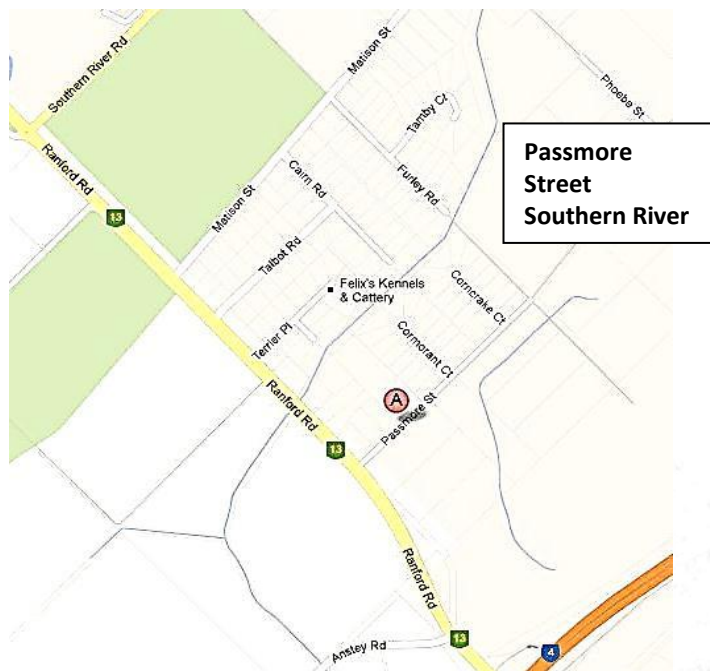 Southern River Rd
Matison St
Phoebe St
Tamby Ct
Passmore
Street
Southern River
Ranford Rd
13
Cairn Rd
Furley Rd
Matison St
Talbot Rd
Felix's Kennels
& Cattery
Corncrake Ct
Terrier Pl
Cormorant Ct
A
Passmore St
Ranford Rd
13
Ranford Rd
Anstey Rd
13
4